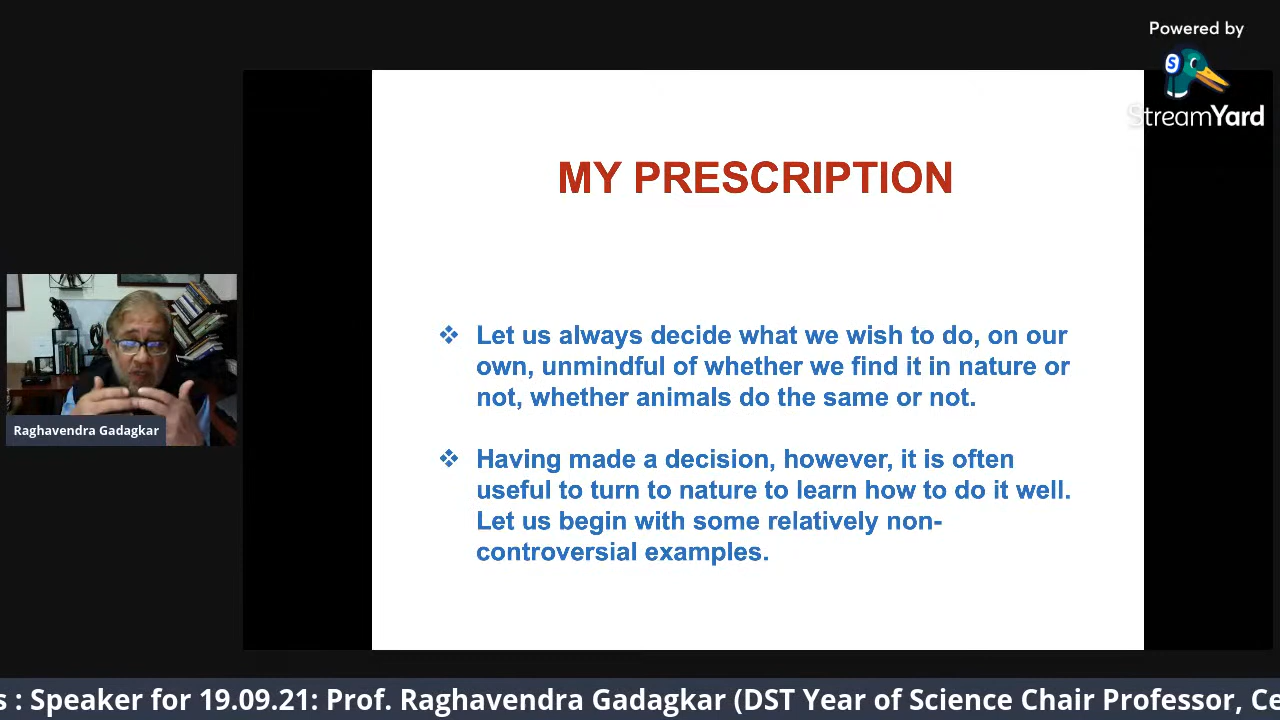 Powered by
StreamYard
MY PRESCRIPTION
❖ Let us always decide what we wish to do, on our
own, unmindful of whether we find it in nature or
not, whether animals do the same or not.
❖ Having made a decision, however, it is often
useful to turn to nature to learn how to do it well.
Let us begin with some relatively non-
controversial examples.
Raghavendra Gadagkar
s : Speaker for 19.09.21: Prof. Raghavendra Gadagkar (DST Year of Science Chair Professor, Ce